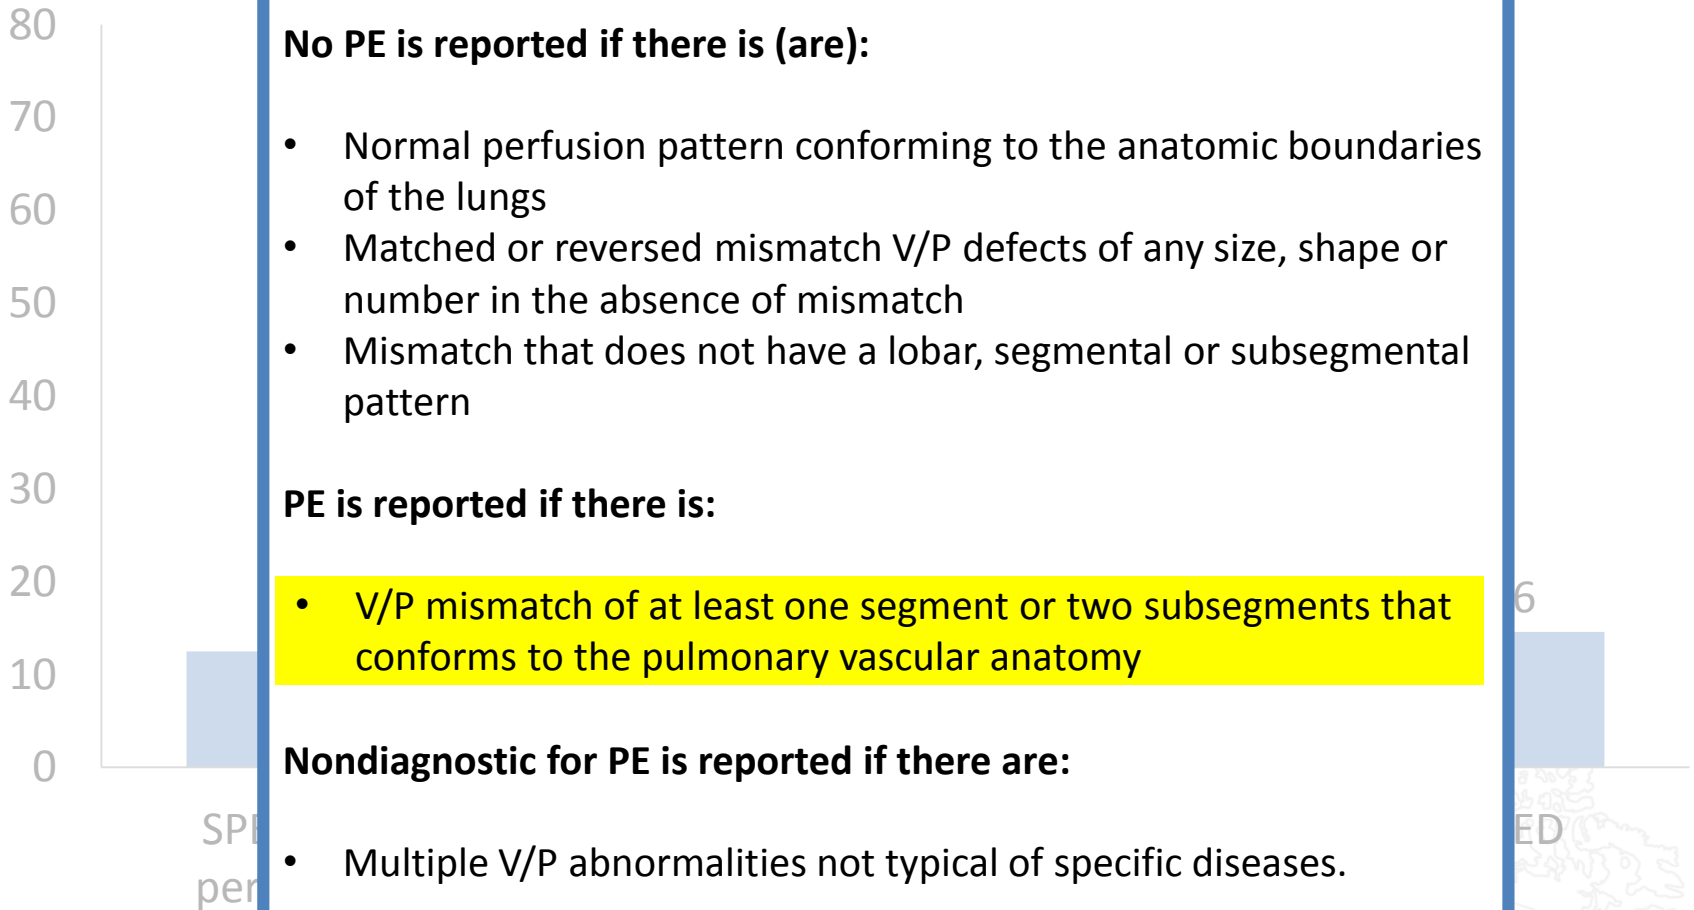 80
70
60
50
40
30
20
10
0
No PE is reported if there is (are):
• Normal perfusion pattern conforming to the anatomic boundaries
of the lungs
• Matched or reversed mismatch V/P defects of any size, shape or
number in the absence of mismatch
• Mismatch that does not have a lobar, segmental or subsegmental
pattern
PE is reported if there is:
• V/P mismatch of at least one segment or two subsegments that
conforms to the pulmonary vascular anatomy
Nondiagnostic for PE is reported if there are:
• Multiple V/P abnormalities not typical of specific diseases.
6